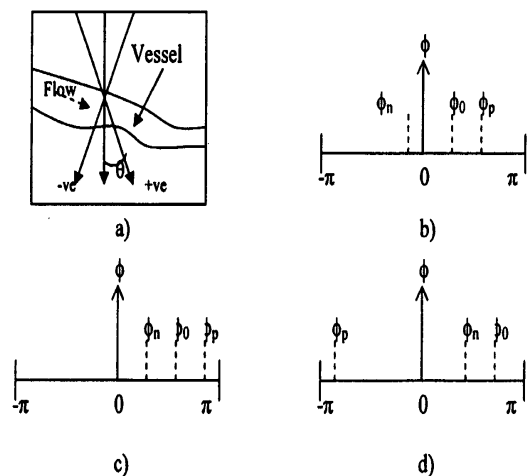 Vessel
Flow
-ve θ +ve
a)
ϕ
ϕn ϕ0 ϕp
-π 0 π
b)
ϕ
ϕn ϕ0 ϕp
-π 0 π
c)
ϕ
ϕp ϕn ϕ0
-π 0 π
d)